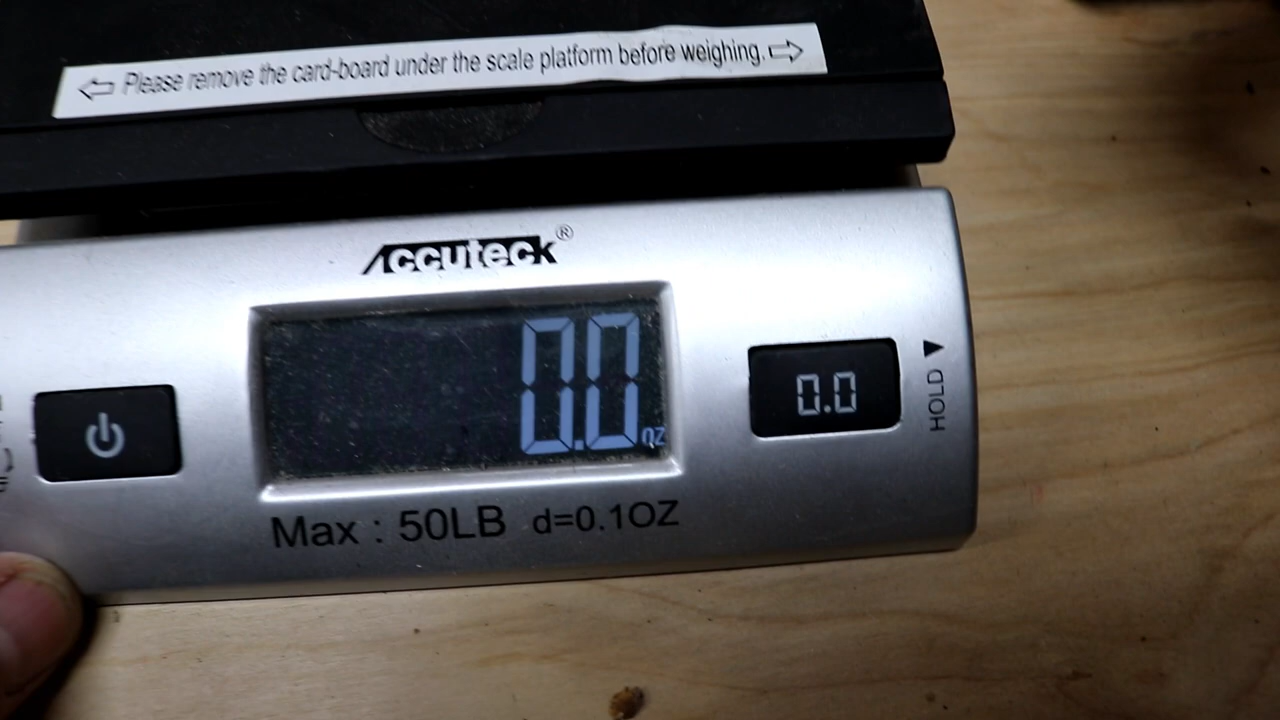 Please remove the card-board under the scale platform before weighing.
Accuteck®
0.0 oz
0.0
HOLD
Max : 50LB d=0.1OZ